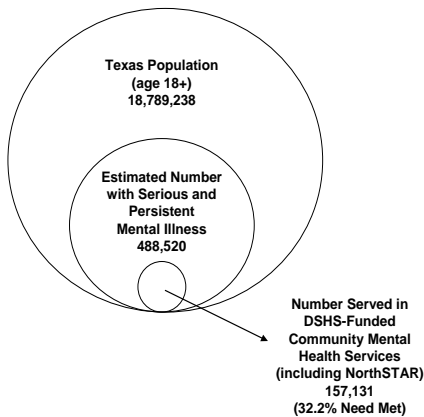 Texas Population
(age 18+)
18,789,238
Estimated Number
with Serious and
Persistent
Mental Illness
488,520
Number Served in
DSHS-Funded
Community Mental
Health Services
(including NorthSTAR)
157,131
(32.2% Need Met)